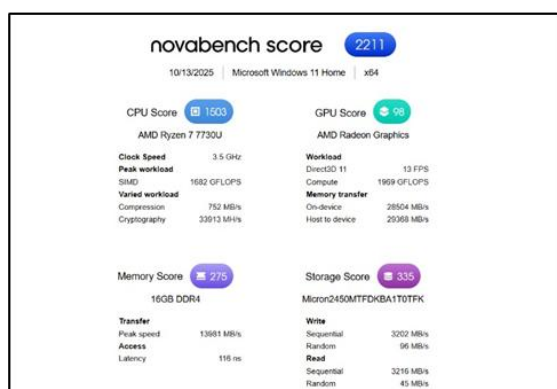 novabench score 2211
10/13/2025 Microsoft Windows 11 Home x64
CPU Score 1503
AMD Ryzen 7 7730U
Clock Speed 3.5 GHz
Peak workload
SIMD 1682 GFLOPS
Varied workload
Compression 752 MB/s
Cryptography 33913 MH/s
GPU Score 98
AMD Radeon Graphics
Workload
Direct3D 11 13 FPS
Compute 1969 GFLOPS
Memory transfer
On-device 28504 MB/s
Host to device 29368 MB/s
Memory Score 275
16GB DDR4
Transfer
Peak speed 13981 MB/s
Access
Latency 116 ns
Storage Score 335
Micron2450MTFDKBA1T0TFK
Write
Sequential 3202 MB/s
Random 96 MB/s
Read
Sequential 3216 MB/s
Random 45 MB/s